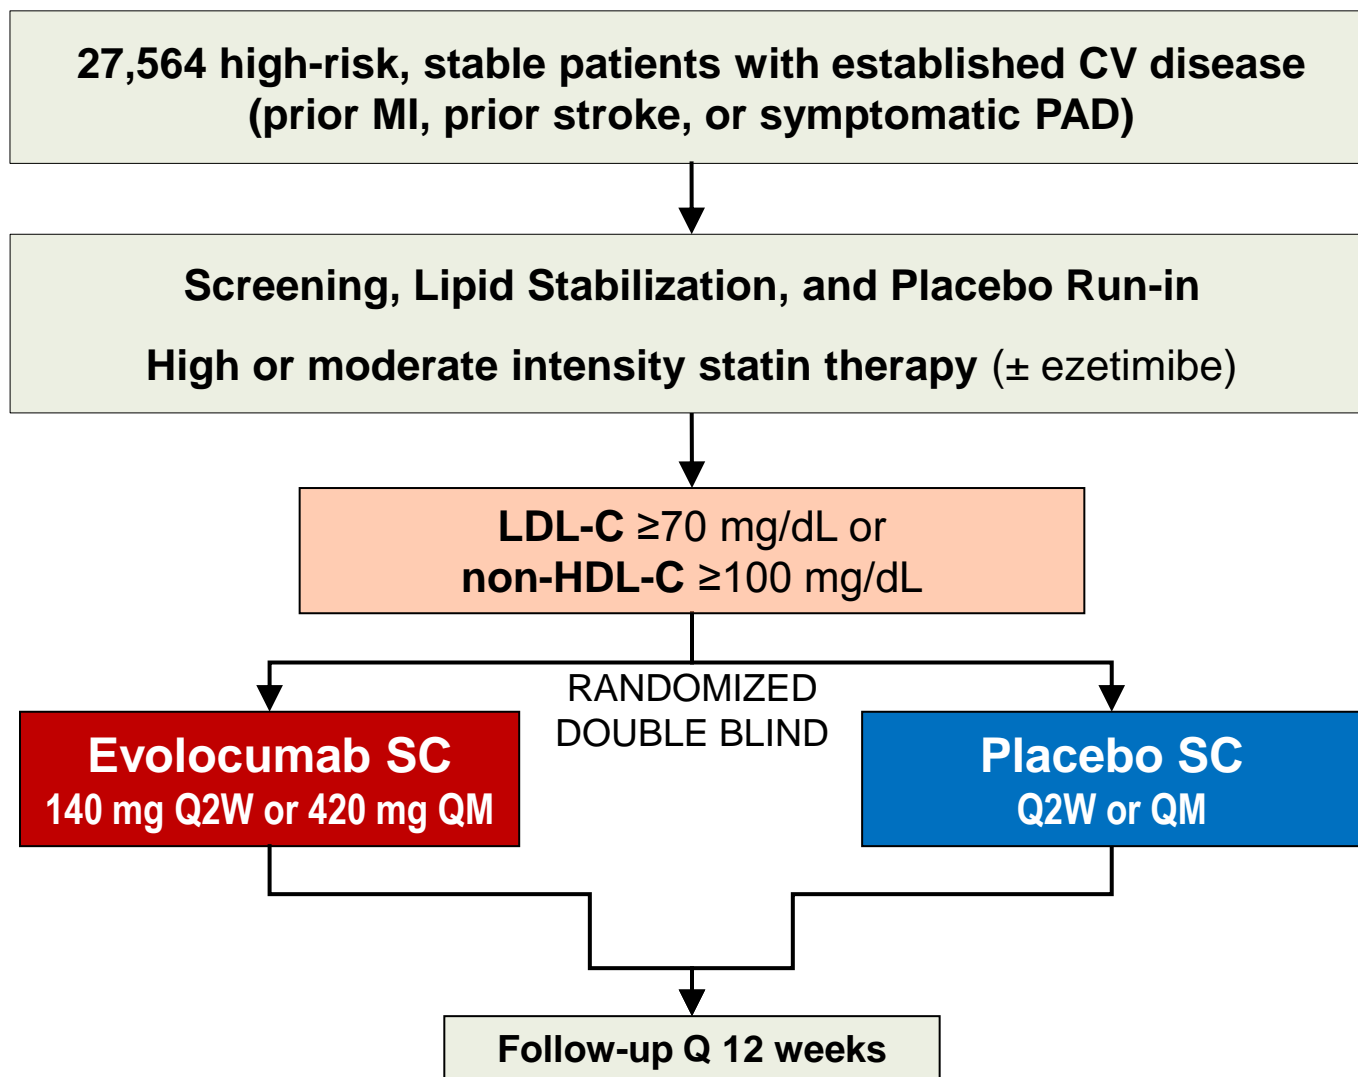 27,564 high-risk, stable patients with established CV disease
(prior MI, prior stroke, or symptomatic PAD)
Screening, Lipid Stabilization, and Placebo Run-in
High or moderate intensity statin therapy (± ezetimibe)
LDL-C ≥70 mg/dL or
non-HDL-C ≥100 mg/dL
RANDOMIZED
DOUBLE BLIND
Evolocumab SC
140 mg Q2W or 420 mg QM
Placebo SC
Q2W or QM
Follow-up Q 12 weeks